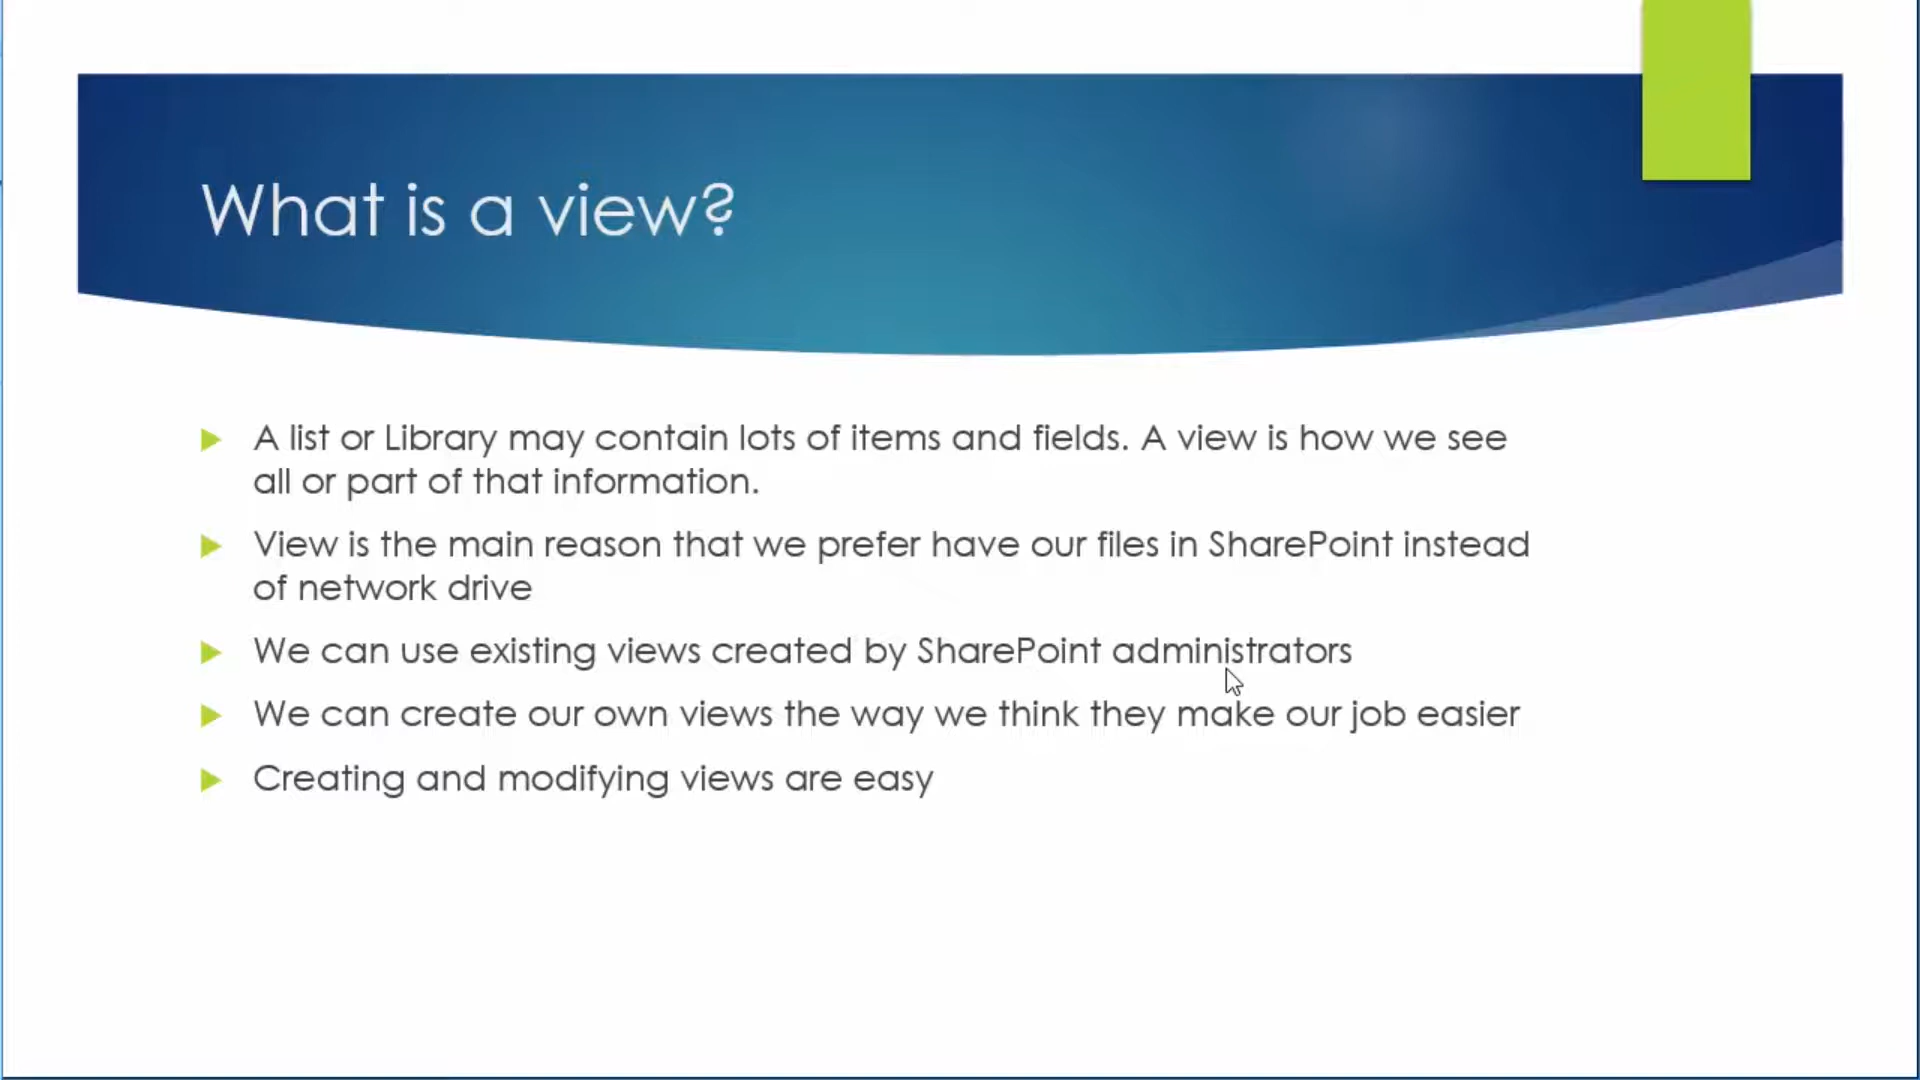 What is a view?
A list or Library may contain lots of items and fields. A view is how we see
all or part of that information.
View is the main reason that we prefer have our files in SharePoint instead
of network drive
We can use existing views created by SharePoint administrators
We can create our own views the way we think they make our job easier
Creating and modifying views are easy